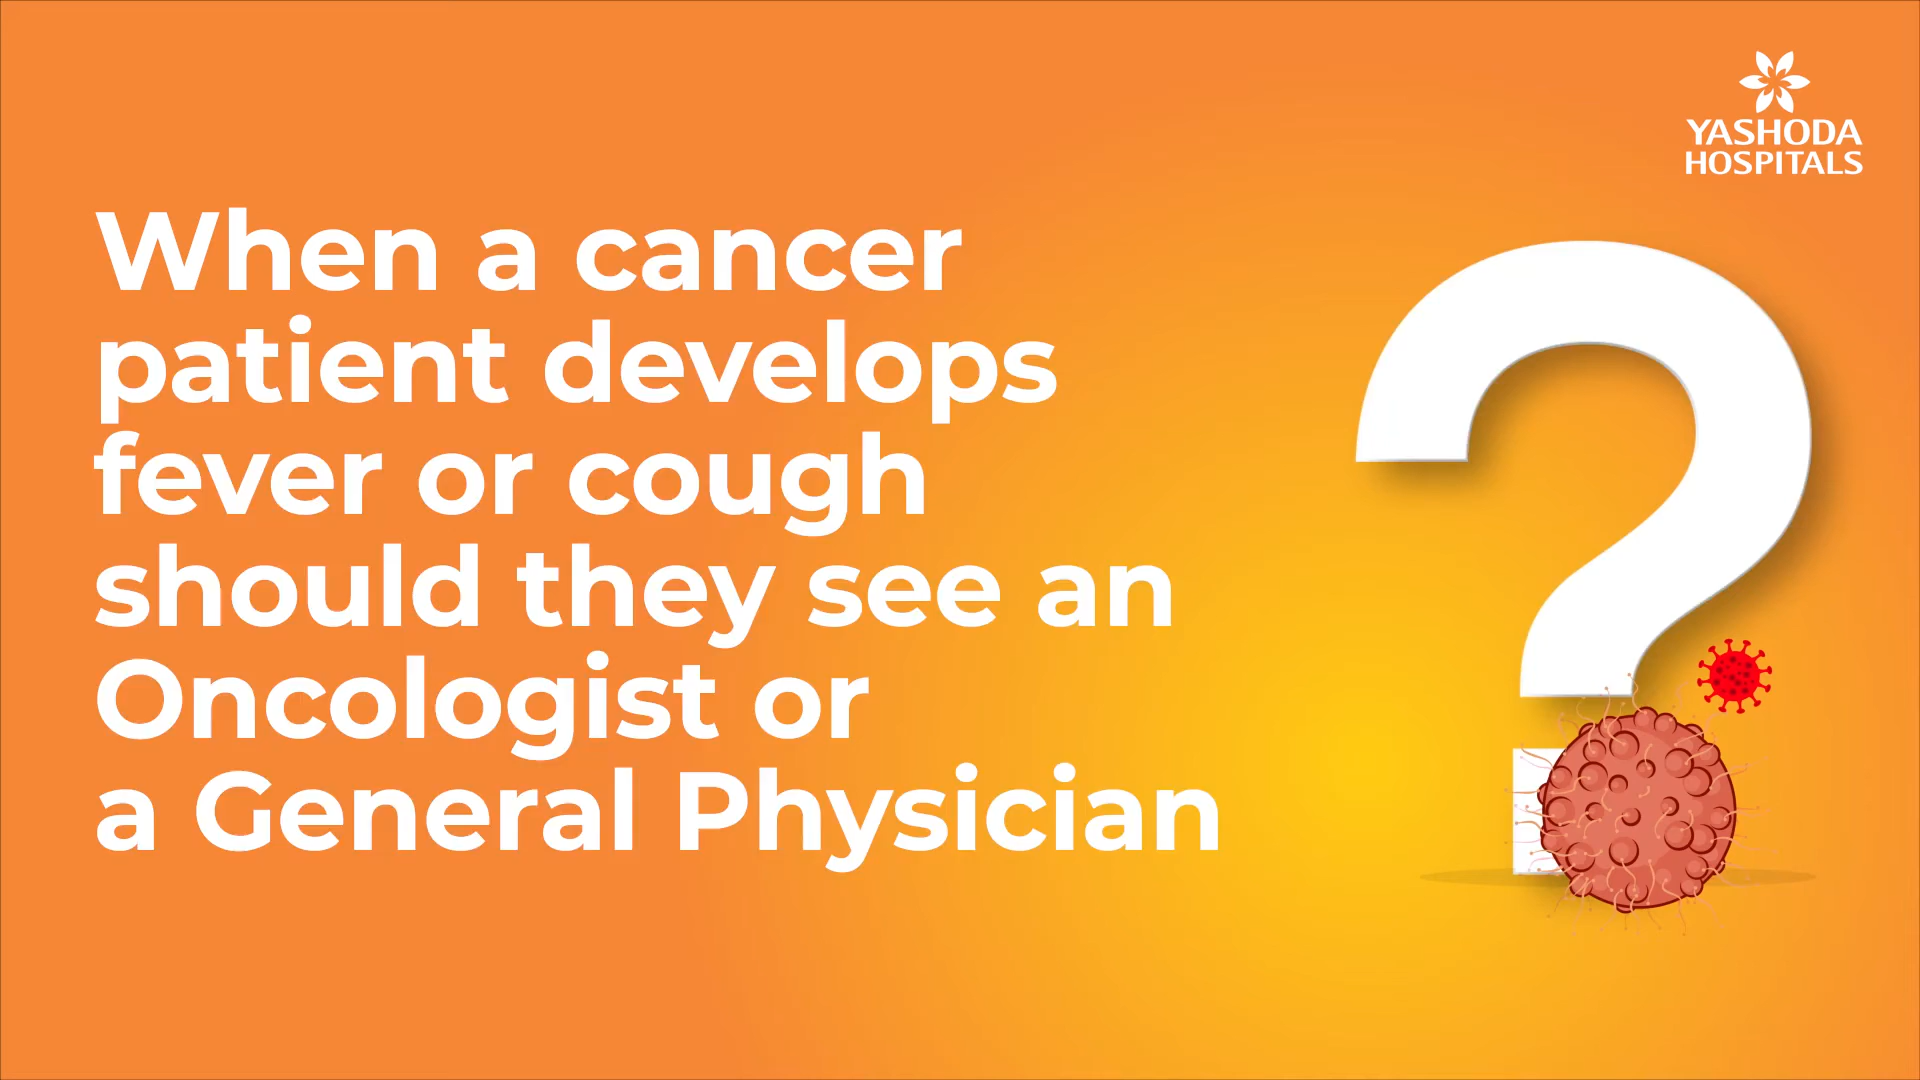 YASHODA
HOSPITALS
When a cancer
patient develops
fever or cough
should they see an
Oncologist or
a General Physician
?